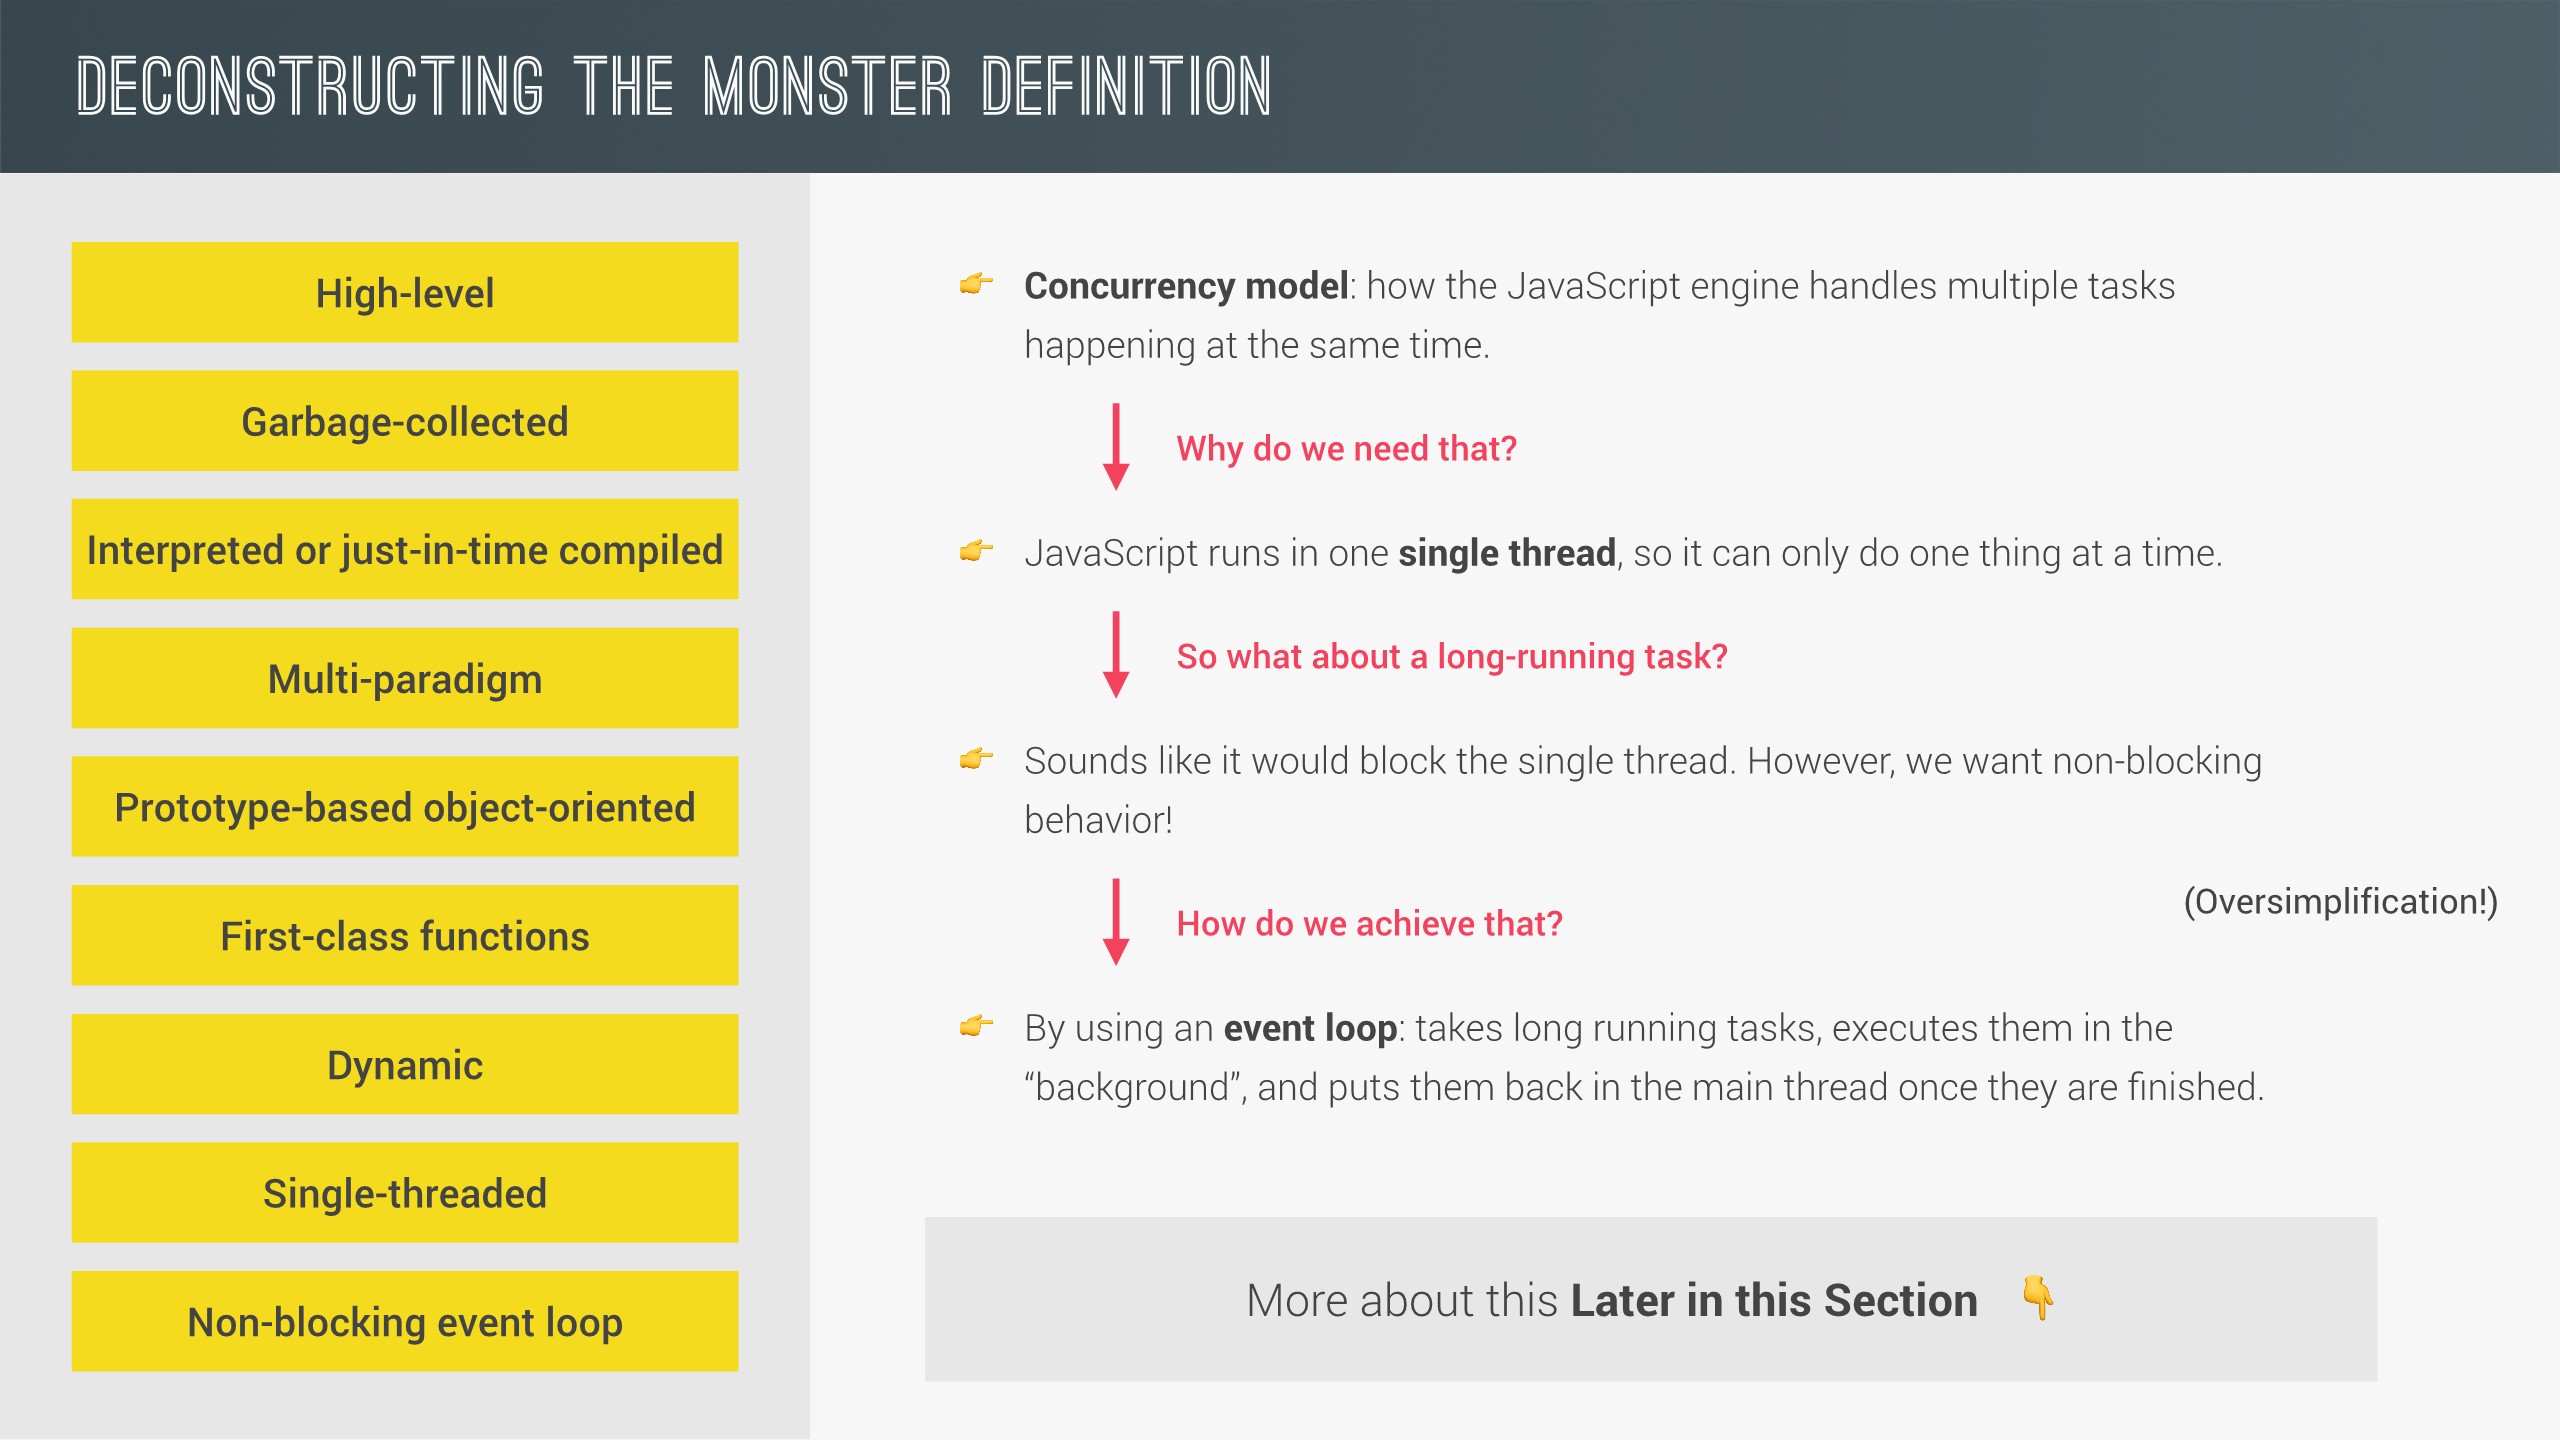 DECONSTRUCTING THE MONSTER DEFINITION
High-level
Garbage-collected
Interpreted or just-in-time compiled
Multi-paradigm
Prototype-based object-oriented
First-class functions
Dynamic
Single-threaded
Non-blocking event loop
👉 Concurrency model: how the JavaScript engine handles multiple tasks
happening at the same time.
Why do we need that?
👉 JavaScript runs in one single thread, so it can only do one thing at a time.
So what about a long-running task?
👉 Sounds like it would block the single thread. However, we want non-blocking
behavior!
(Oversimplification!)
How do we achieve that?
👉 By using an event loop: takes long running tasks, executes them in the
“background”, and puts them back in the main thread once they are finished.
More about this Later in this Section 👇